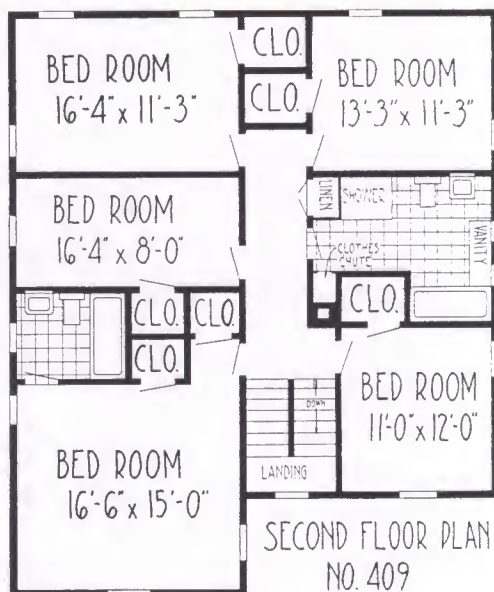 BED ROOM
16'-4" x 11'-3"
CLO.
CLO.
BED ROOM
13'-3" x 11'-3"
BED ROOM
16'-4" x 8'-0"
LINEN
SHOWER
VANITY
CLOTHES
CHUTE
CLO.
CLO.
CLO.
CLO.
BED ROOM
16'-6" x 15'-0"
DOWN
LANDING
BED ROOM
11'-0" x 12'-0"
SECOND FLOOR PLAN
NO. 409